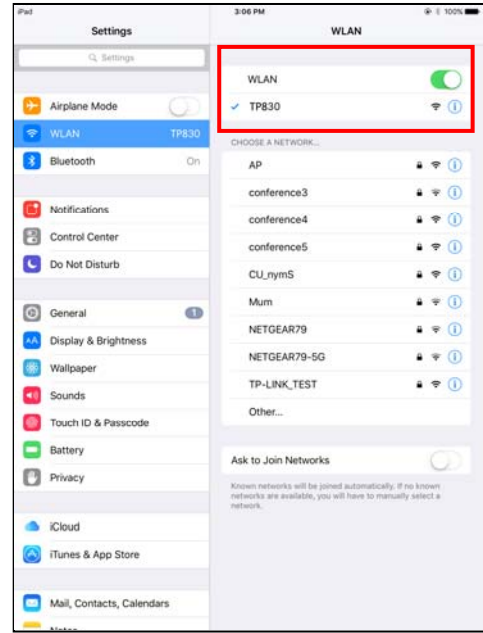 iPad
3:06 PM
100%
Settings
WLAN
Settings
Airplane Mode
WLAN
TP830
Bluetooth
On
Notifications
Control Center
Do Not Disturb
General
1
Display & Brightness
Wallpaper
Sounds
Touch ID & Passcode
Battery
Privacy
iCloud
iTunes & App Store
Mail, Contacts, Calendars
Notes
WLAN
TP830
CHOOSE A NETWORK...
AP
conference3
conference4
conference5
CU_nymS
Mum
NETGEAR79
NETGEAR79-5G
TP-LINK_TEST
Other...
Ask to Join Networks
Known networks will be joined automatically. If no known
networks are available, you will have to manually select a
network.